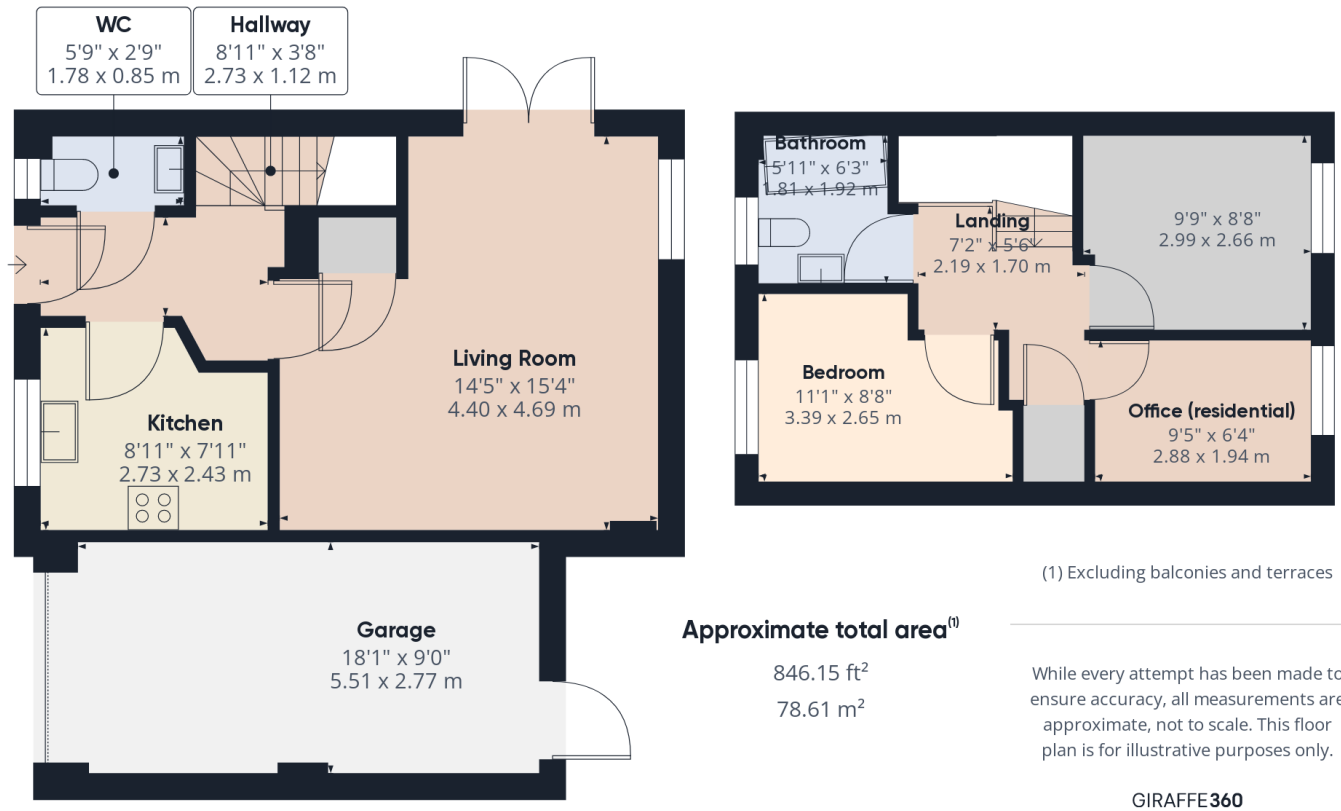 WC
5'9" x 2'9"
1.78 x 0.85 m
Hallway
8'11" x 3'8"
2.73 x 1.12 m
Living Room
14'5" x 15'4"
4.40 x 4.69 m
Kitchen
8'11" x 7'11"
2.73 x 2.43 m
Garage
18'1" x 9'0"
5.51 x 2.77 m
Bathroom
5'11" x 6'3"
1.81 x 1.92 m
Landing
7'2" x 5'6"
2.19 x 1.70 m
9'9" x 8'8"
2.99 x 2.66 m
Bedroom
11'1" x 8'8"
3.39 x 2.65 m
Office (residential)
9'5" x 6'4"
2.88 x 1.94 m
Approximate total area(1)
846.15 ft²
78.61 m²
(1) Excluding balconies and terraces
While every attempt has been made to
ensure accuracy, all measurements are
approximate, not to scale. This floor
plan is for illustrative purposes only.
GIRAFFE360